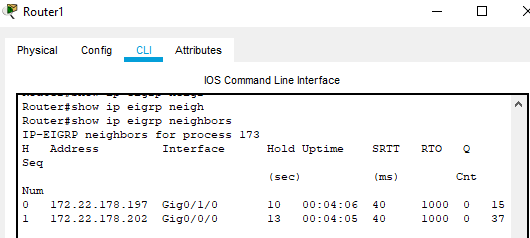 Router1
Physical Config CLI Attributes
IOS Command Line Interface
Router#show ip eigrp neigh
Router#show ip eigrp neighbors
IP-EIGRP neighbors for process 173
H Address Interface Hold Uptime SRTT RTO Q
Seq
(sec) (ms) Cnt
Num
0 172.22.178.197 Gig0/1/0 10 00:04:06 40 1000 0 15
1 172.22.178.202 Gig0/0/0 13 00:04:05 40 1000 0 37